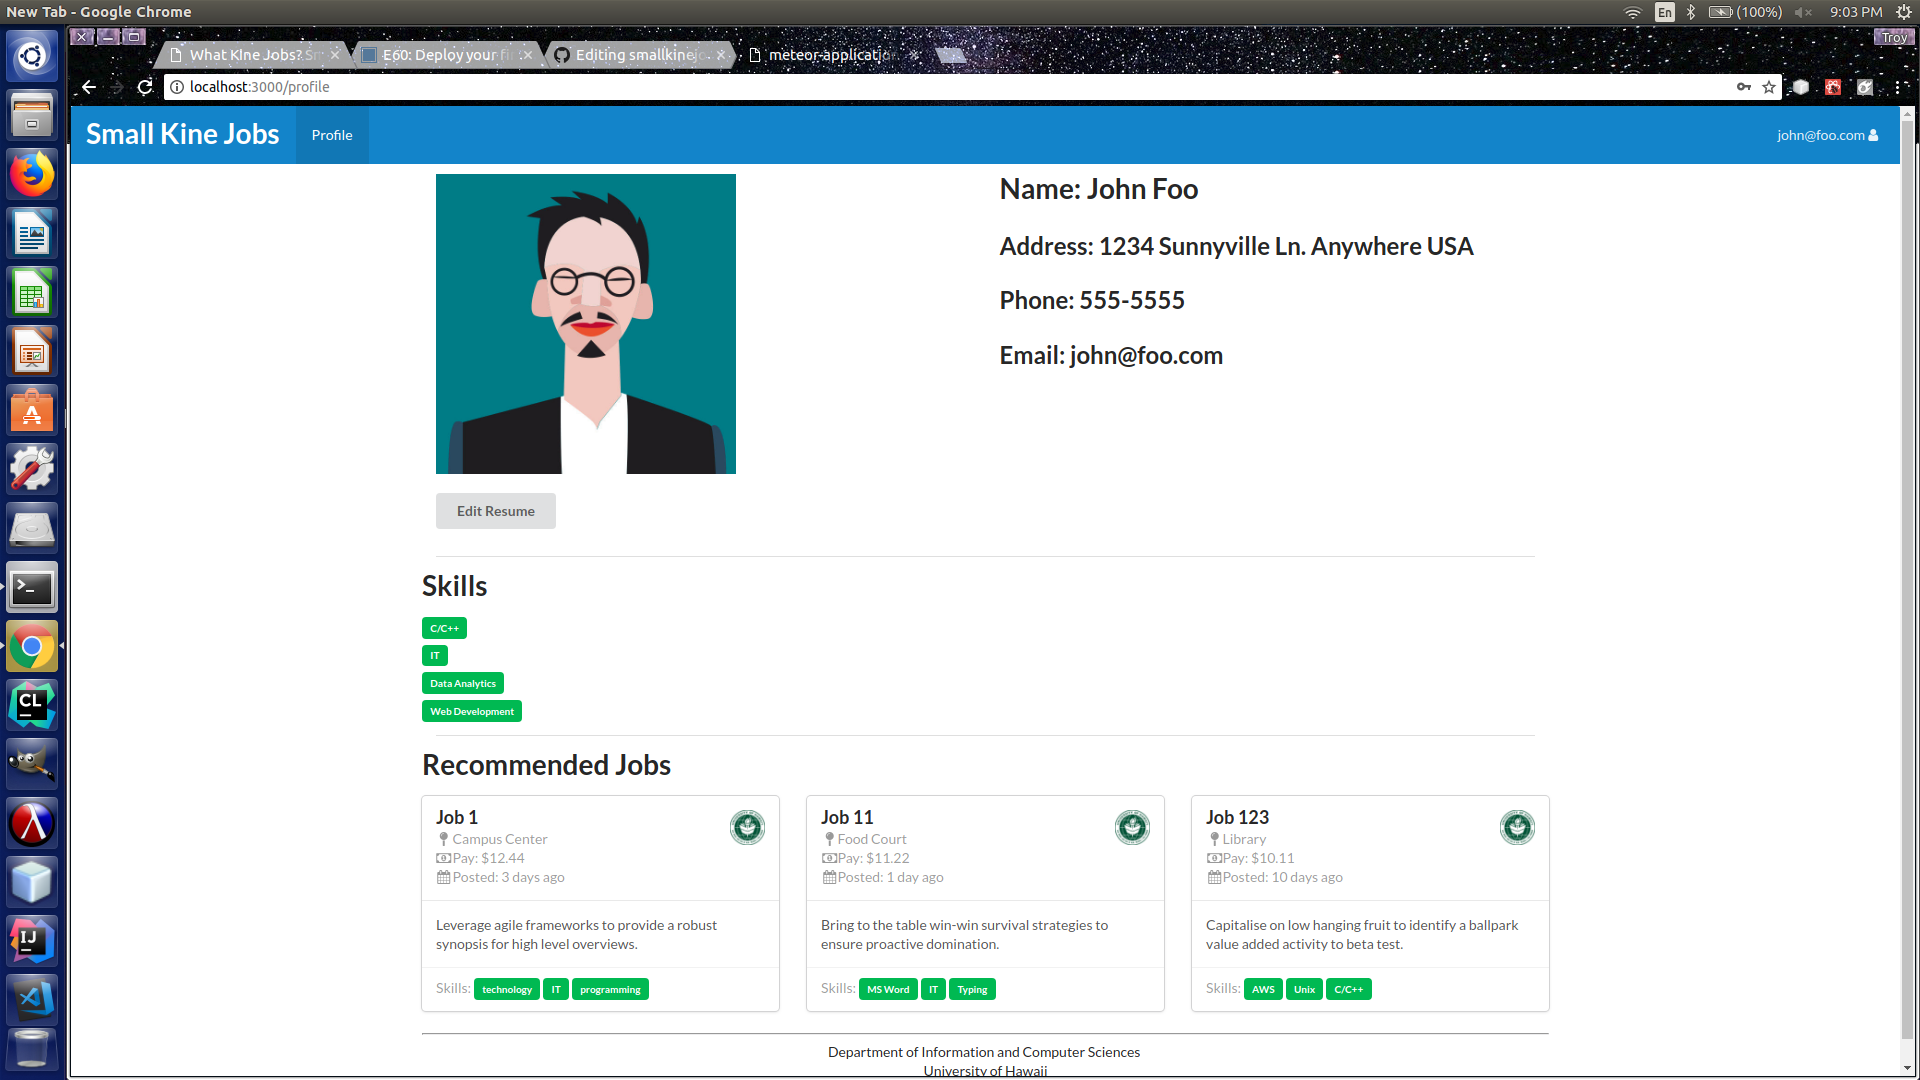 New Tab - Google Chrome
En
(100%)
9:03 PM
Troy
What KIne Jobs? Sm
E60: Deploy your fi
Editing smallkinejo
meteor-application
localhost:3000/profile
Small Kine Jobs
Profile
john@foo.com
Name: John Foo
Address: 1234 Sunnyville Ln. Anywhere USA
Phone: 555-5555
Email: john@foo.com
Edit Resume
Skills
C/C++
IT
Data Analytics
Web Development
Recommended Jobs
Job 1
Campus Center
Pay: $12.44
Posted: 3 days ago
Leverage agile frameworks to provide a robust
synopsis for high level overviews.
Skills: technology IT programming
Job 11
Food Court
Pay: $11.22
Posted: 1 day ago
Bring to the table win-win survival strategies to
ensure proactive domination.
Skills: MS Word IT Typing
Job 123
Library
Pay: $10.11
Posted: 10 days ago
Capitalise on low hanging fruit to identify a ballpark
value added activity to beta test.
Skills: AWS Unix C/C++
Department of Information and Computer Sciences
University of Hawaii
CL
IJ